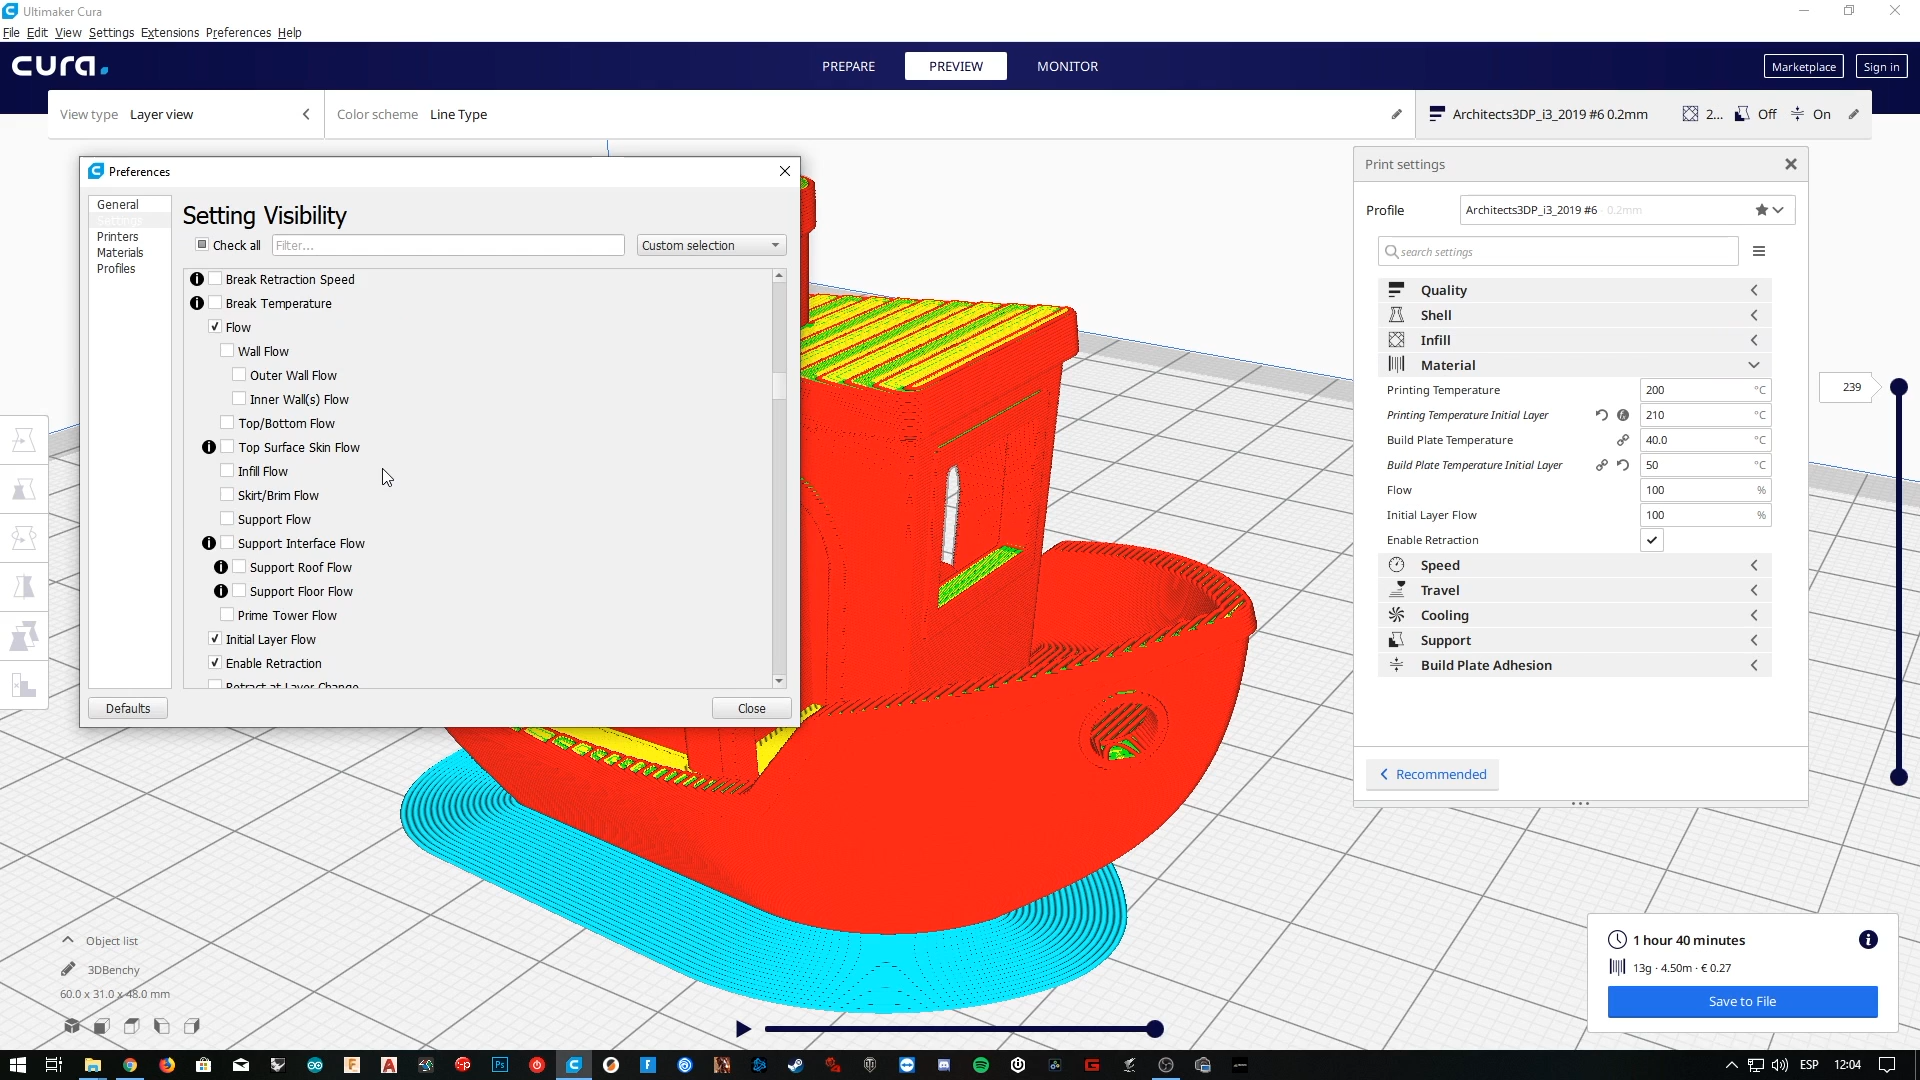 Ultimaker Cura
File Edit View Settings Extensions Preferences Help
cura.
PREPARE PREVIEW MONITOR
Marketplace Sign in
View type Layer view
Color scheme Line Type
Architects3DP_i3_2019 #6 0.2mm 2... Off On
Preferences
General
Settings
Printers
Materials
Profiles
Setting Visibility
Check all Filter... Custom selection
Break Retraction Speed
Break Temperature
Flow
Wall Flow
Outer Wall Flow
Inner Wall(s) Flow
Top/Bottom Flow
Top Surface Skin Flow
Infill Flow
Skirt/Brim Flow
Support Flow
Support Interface Flow
Support Roof Flow
Support Floor Flow
Prime Tower Flow
Initial Layer Flow
Enable Retraction
Retract at Layer Change
Defaults Close
Print settings
Profile Architects3DP_i3_2019 #6 - 0.2mm
search settings
Quality
Shell
Infill
Material
Printing Temperature 200 °C
Printing Temperature Initial Layer 210 °C
Build Plate Temperature 40.0 °C
Build Plate Temperature Initial Layer 50 °C
Flow 100 %
Initial Layer Flow 100 %
Enable Retraction
Speed
Travel
Cooling
Support
Build Plate Adhesion
Recommended
239
Object list
3DBenchy
60.0 x 31.0 x 48.0 mm
1 hour 40 minutes
13g · 4.50m · € 0.27
Save to File
ESP 12:04